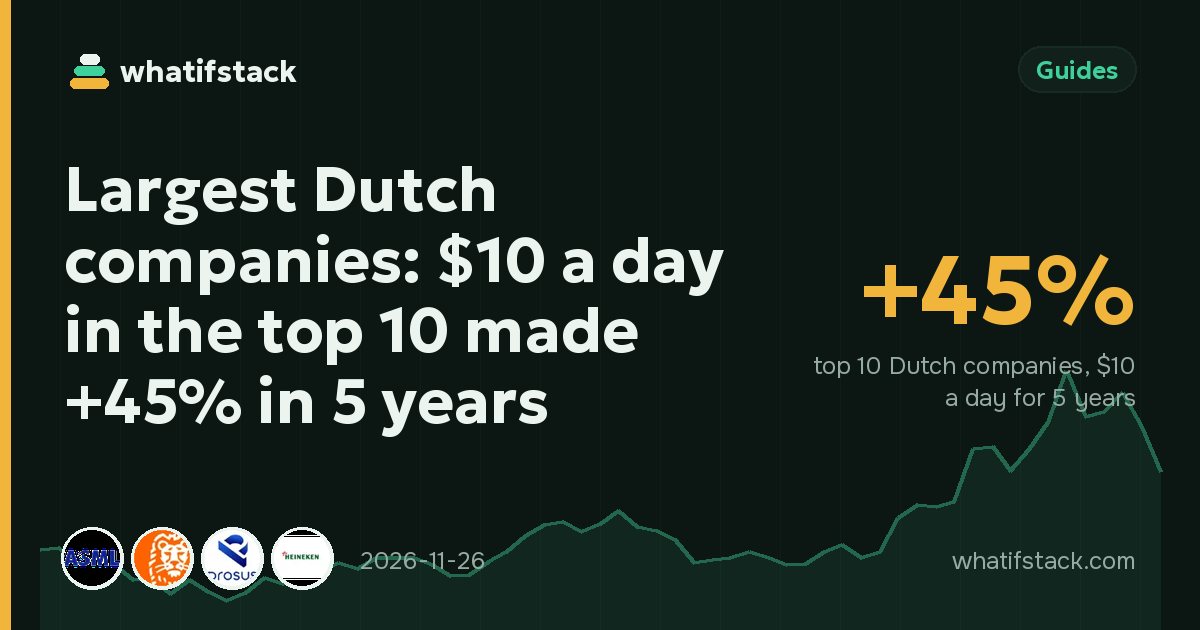 whatifstack
Guides
Largest Dutch
companies: $10 a day
in the top 10 made
+45% in 5 years
+45%
top 10 Dutch companies, $10
a day for 5 years
ASML
prosus
HEINEKEN
2026-11-26
whatifstack.com